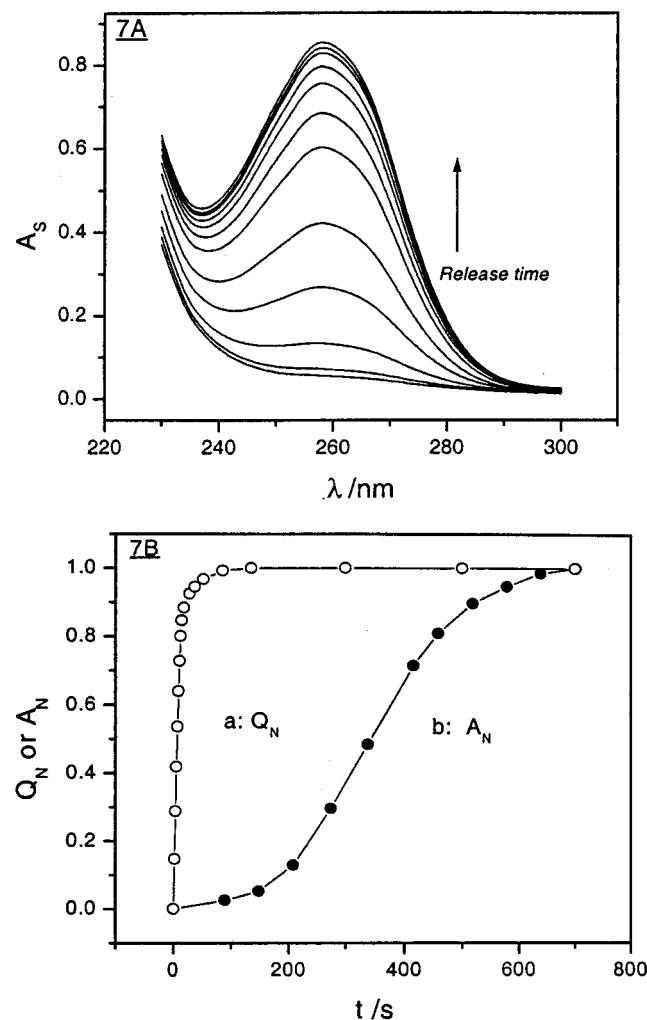 7A
0.8
0.6
0.4
0.2
0.0
A_S
Release time
220 240 260 280 300
λ /nm
7B
1.0
0.8
0.6
0.4
0.2
0.0
Q_N or A_N
a: Q_N
b: A_N
0 200 400 600 800
t /s